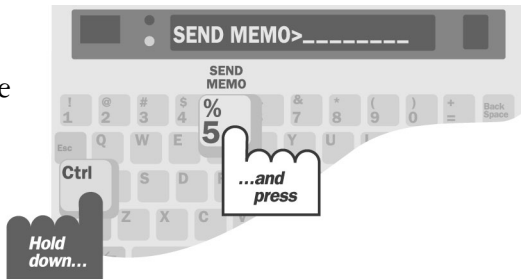 SEND MEMO>________
SEND
MEMO
e
! @ # $ % & * ( ) + Back
1 2 3 4 5 7 8 9 0 = Space
Esc Q W E Y U
Ctrl S D
Z X C V
...and
press
Hold
down...